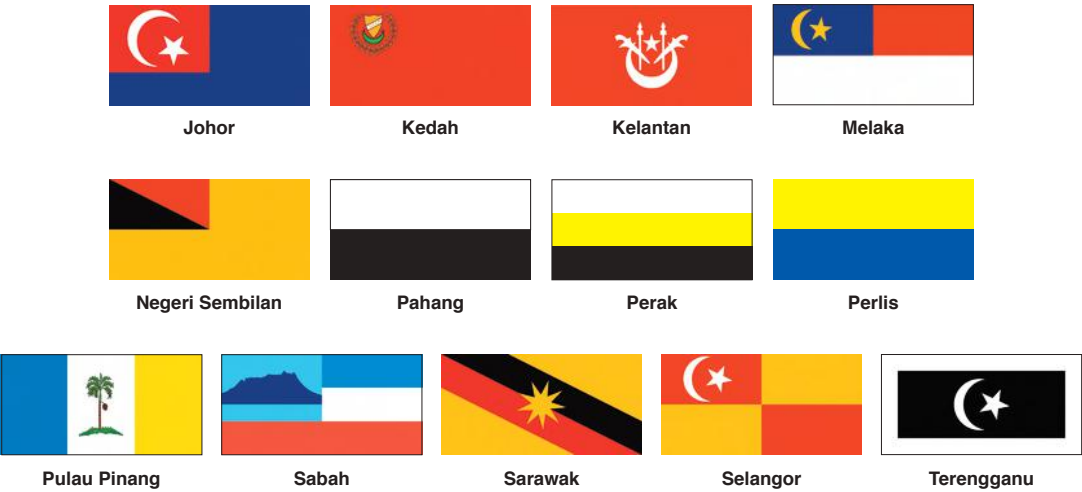 Johor
Kedah
Kelantan
Melaka
Negeri Sembilan
Pahang
Perak
Perlis
Pulau Pinang
Sabah
Sarawak
Selangor
Terengganu